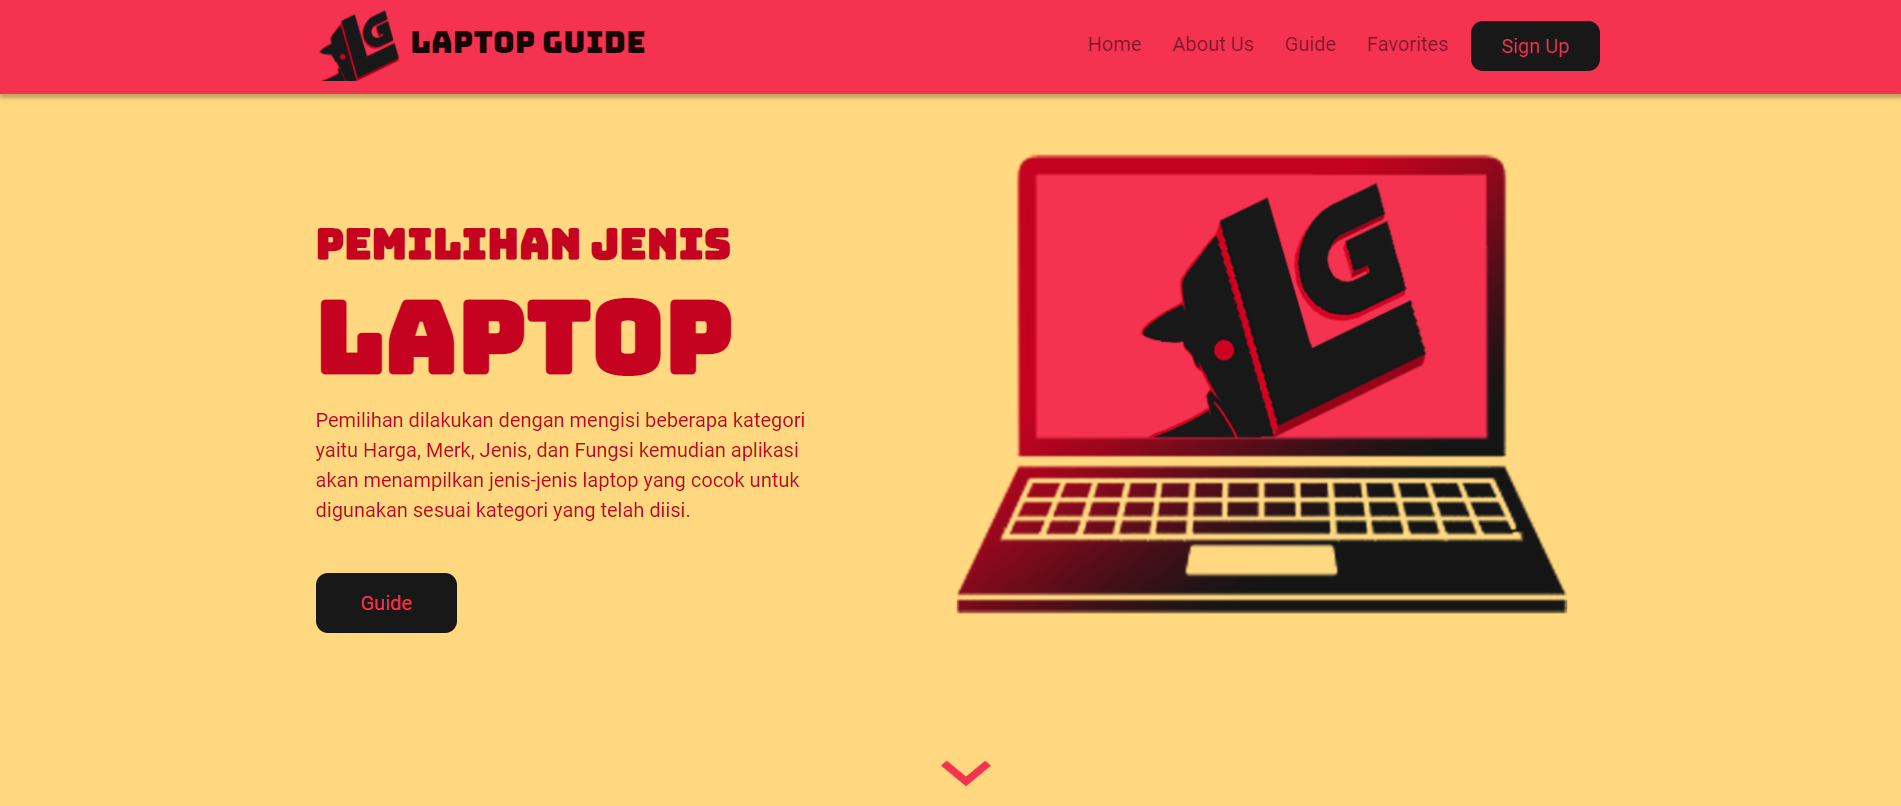 LG
LAPTOP GUIDE
Home
About Us
Guide
Favorites
Sign Up
PEMILIHAN JENIS
LAPTOP
Pemilihan dilakukan dengan mengisi beberapa kategori
yaitu Harga, Merk, Jenis, dan Fungsi kemudian aplikasi
akan menampilkan jenis-jenis laptop yang cocok untuk
digunakan sesuai kategori yang telah diisi.
Guide
LG